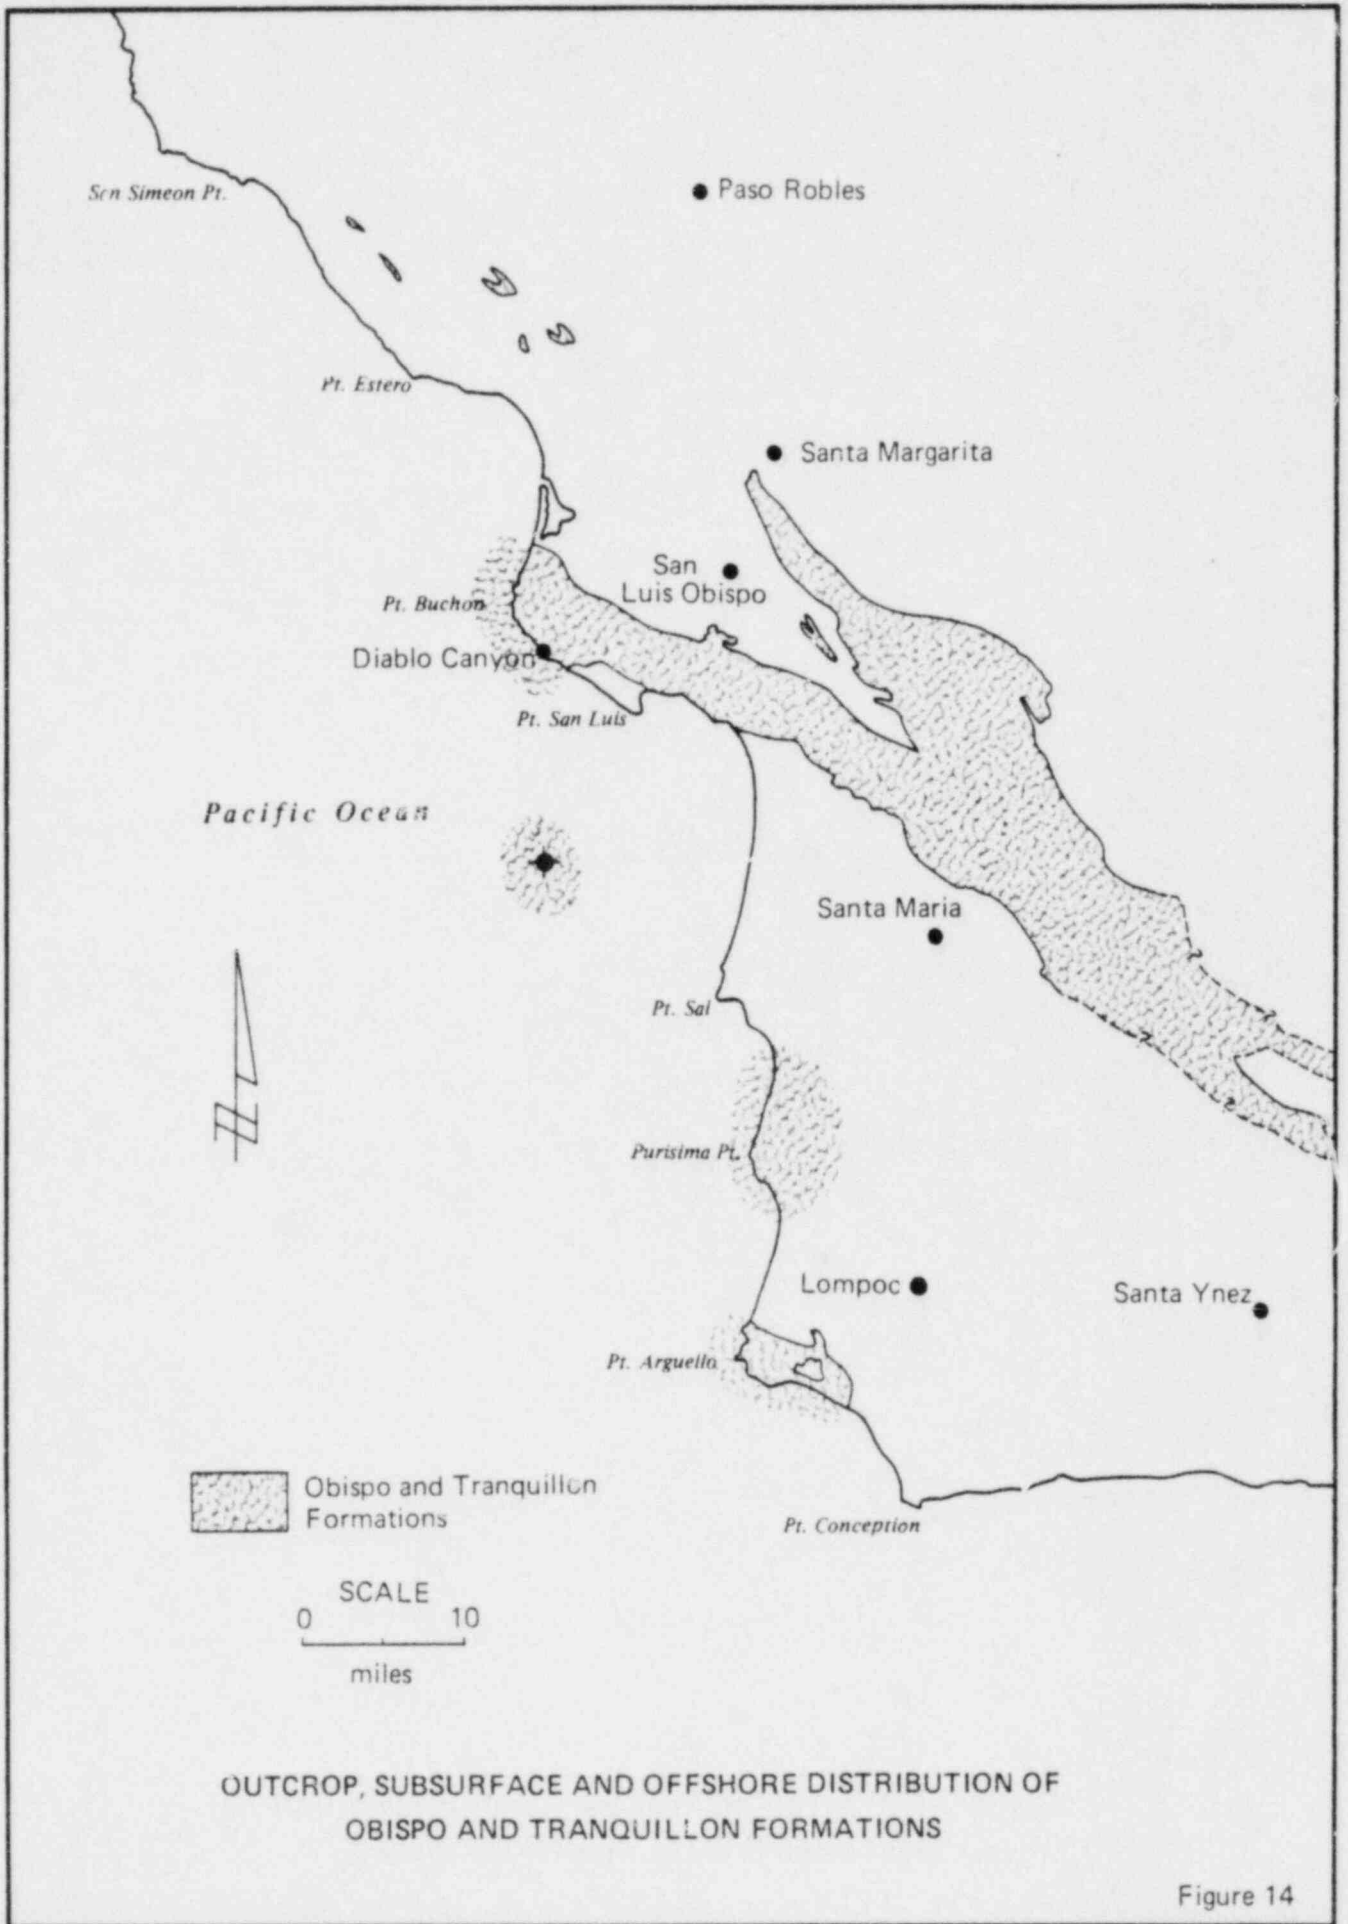 San Simeon Pt.
Paso Robles
Pt. Estero
Santa Margarita
San
Luis Obispo
Pt. Buchon
Diablo Canyon
Pt. San Luis
Pacific Ocean
Santa Maria
Pt. Sal
Purisima Pt.
Lompoc
Santa Ynez
Pt. Arguello
Obispo and Tranquillon
Formations
Pt. Conception
SCALE
0 10
miles
?
?
?
?
OUTCROP, SUBSURFACE AND OFFSHORE DISTRIBUTION OF
OBISPO AND TRANQUILLON FORMATIONS
Figure 14